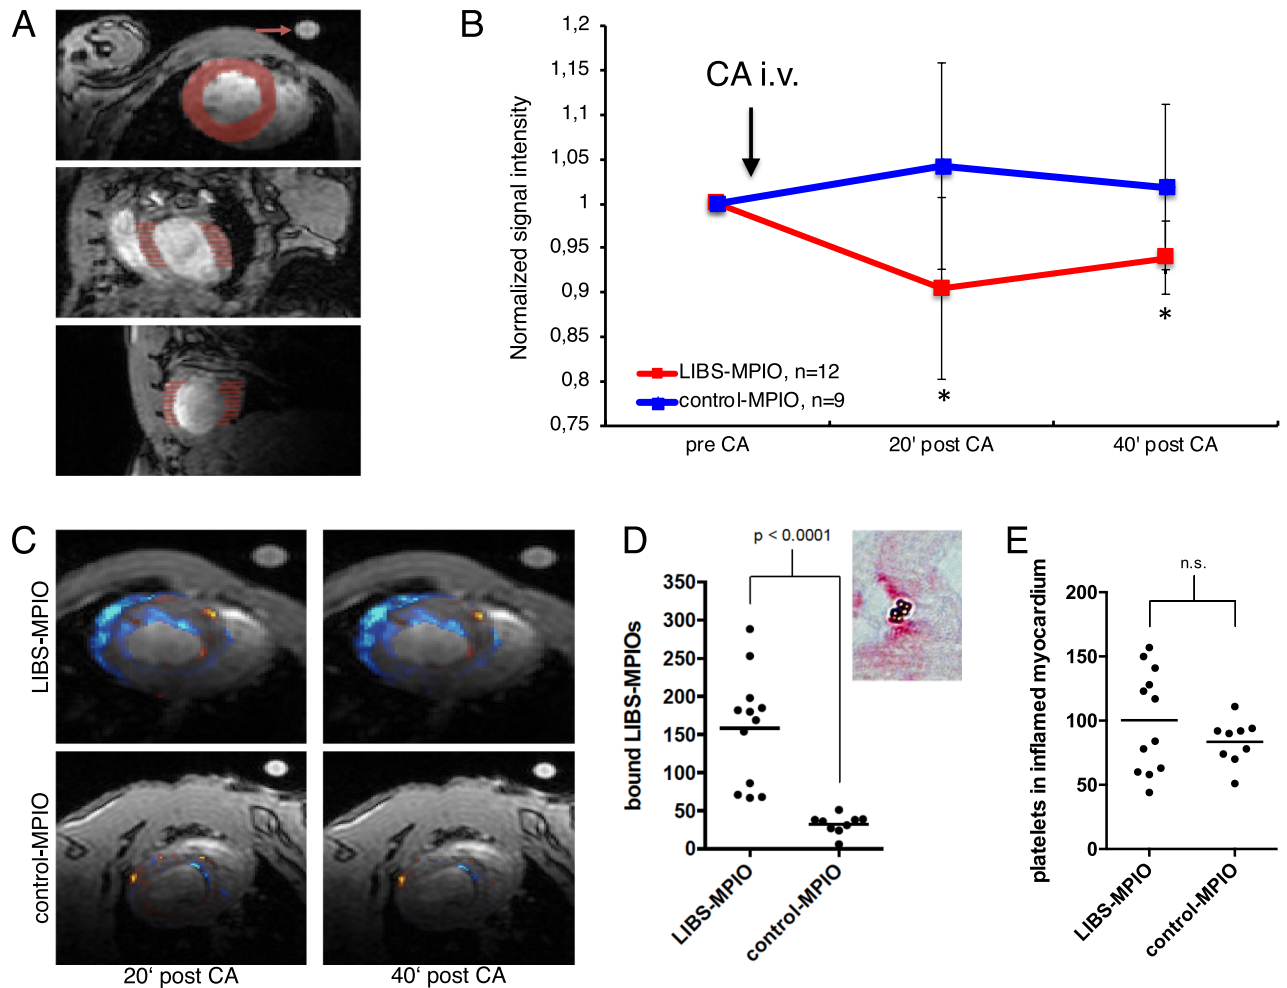 A
B
1,2
1,15
1,1
1,05
1
0,95
0,9
0,85
0,8
0,75
Normalized signal intensity
CA i.v.
*
*
LIBS-MPIO, n=12
control-MPIO, n=9
pre CA
20' post CA
40' post CA
C
LIBS-MPIO
control-MPIO
20‘ post CA
40‘ post CA
D
p < 0.0001
bound LIBS-MPIOs
350
300
250
200
150
100
50
0
LIBS-MPIO
control-MPIO
E
n.s.
platelets in inflamed myocardium
200
150
100
50
0
LIBS-MPIO
control-MPIO